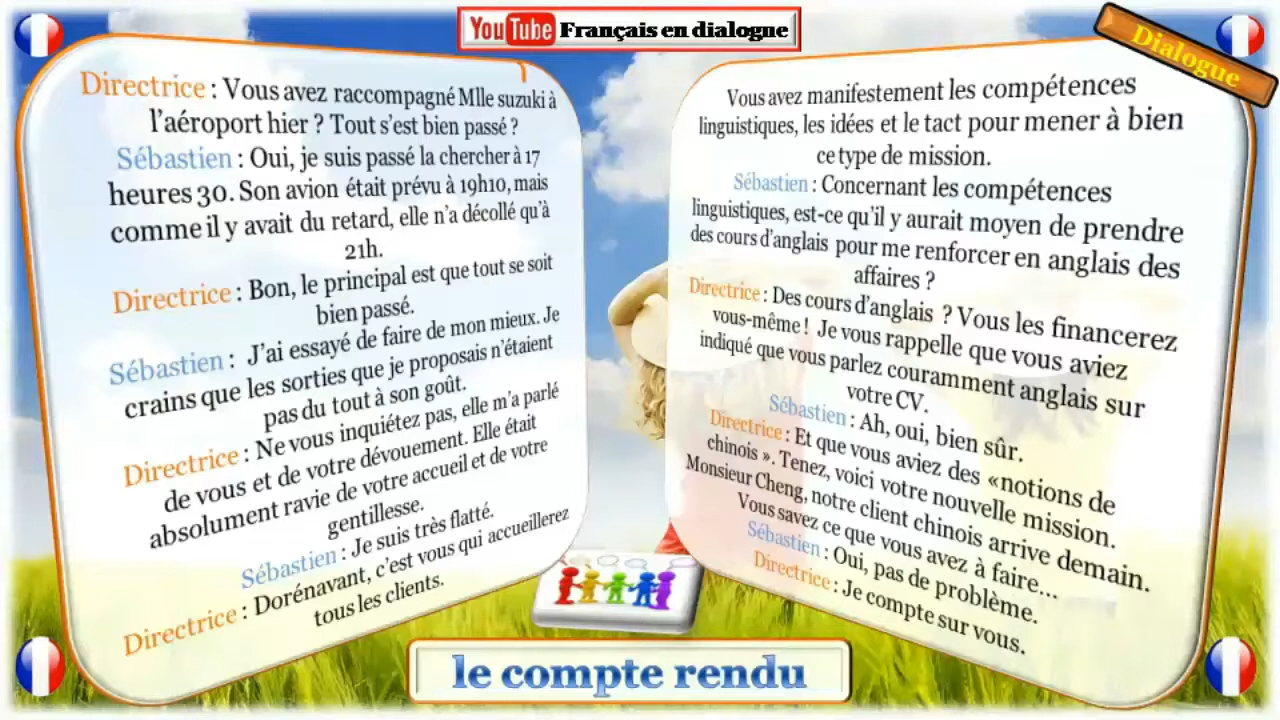 YouTube Français en dialogue
Dialogue
Directrice : Vous avez raccompagné Mlle suzuki à
l'aéroport hier ? Tout s'est bien passé ?
Sébastien : Oui, je suis passé la chercher à 17
heures 30. Son avion était prévu à 19h10, mais
comme il y avait du retard, elle n'a décollé qu'à
21h.
Directrice : Bon, le principal est que tout se soit
bien passé.
Sébastien : J'ai essayé de faire de mon mieux. Je
crains que les sorties que je proposais n'étaient
pas du tout à son goût.
Directrice : Ne vous inquiétez pas, elle m'a parlé
de vous et de votre dévouement. Elle était
absolument ravie de votre accueil et de votre
gentillesse.
Sébastien : Je suis très flatté.
Directrice : Dorénavant, c'est vous qui accueillerez
tous les clients.
Vous avez manifestement les compétences
linguistiques, les idées et le tact pour mener à bien
ce type de mission.
Sébastien : Concernant les compétences
linguistiques, est-ce qu'il y aurait moyen de prendre
des cours d'anglais pour me renforcer en anglais des
affaires ?
Directrice : Des cours d'anglais ? Vous les financerez
vous-même ! Je vous rappelle que vous aviez
indiqué que vous parlez couramment anglais sur
votre CV.
Sébastien : Ah, oui, bien sûr.
Directrice : Et que vous aviez des «notions de
chinois ». Tenez, voici votre nouvelle mission.
Monsieur Cheng, notre client chinois arrive demain.
Vous savez ce que vous avez à faire...
Sébastien : Oui, pas de problème.
Directrice : Je compte sur vous.
le compte rendu